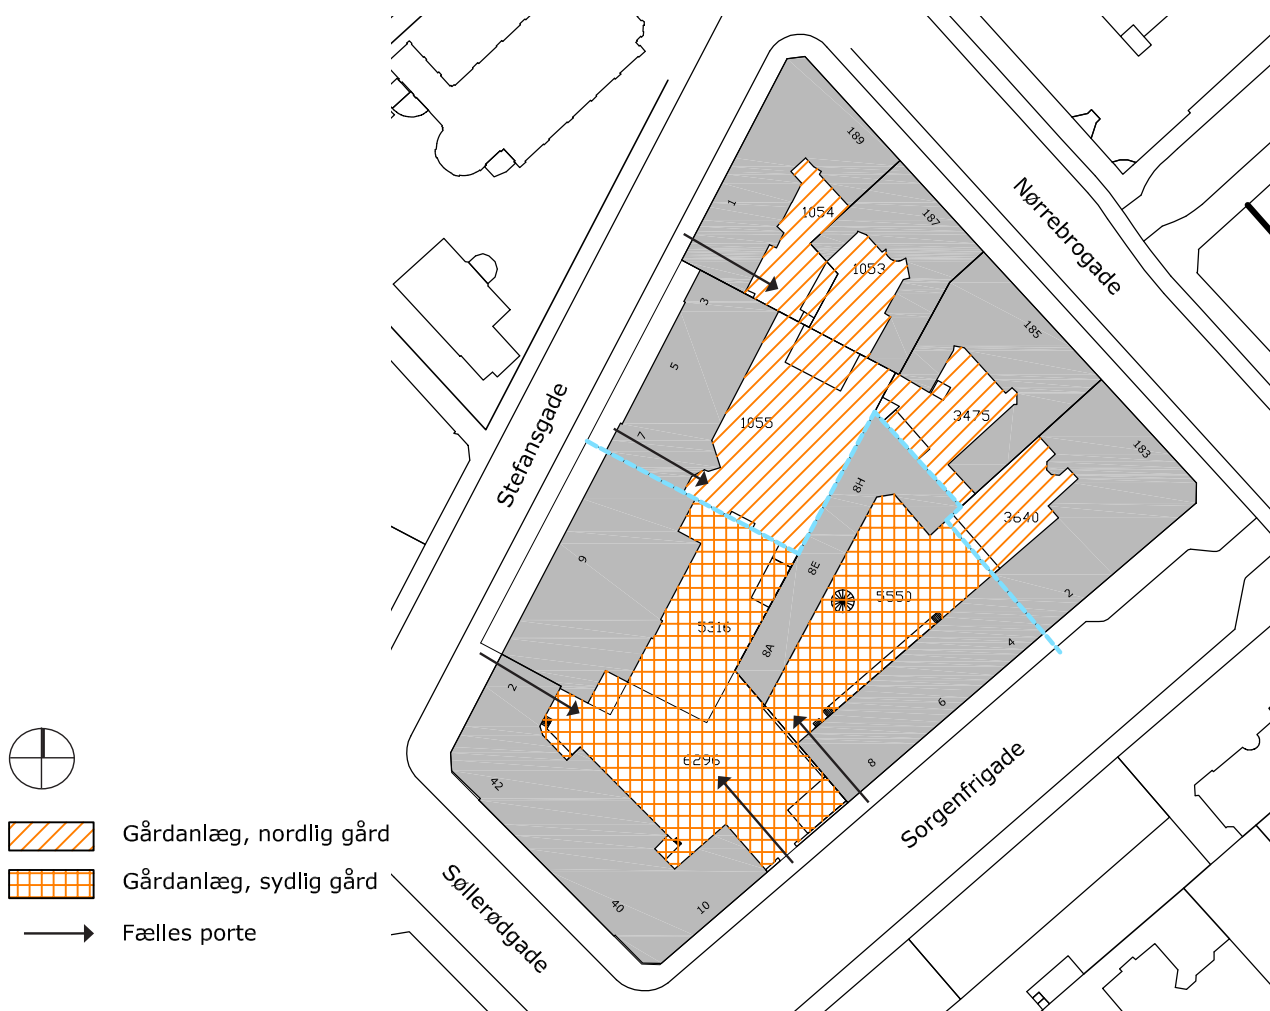 189
Nørrebrogade
1
1054
187
1053
3
185
5
3475
1055
183
7
Stefansgade
8H
3640
9
8E
5550
2
5316
4
8A
2
6
6296
8
42
Sorgenfrigade
Gårdanlæg, nordlig gård
Gårdanlæg, sydlig gård
Søllerødgade
40
10
Fælles porte